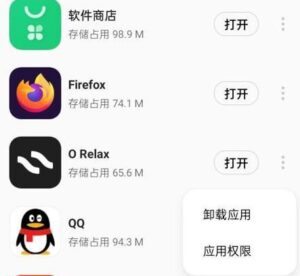 软件商店
存储占用 98.9 M
打开
Firefox
存储占用 74.1 M
打开
O Relax
存储占用 65.6 M
打开
QQ
存储占用 94.3 M
卸载应用
应用权限